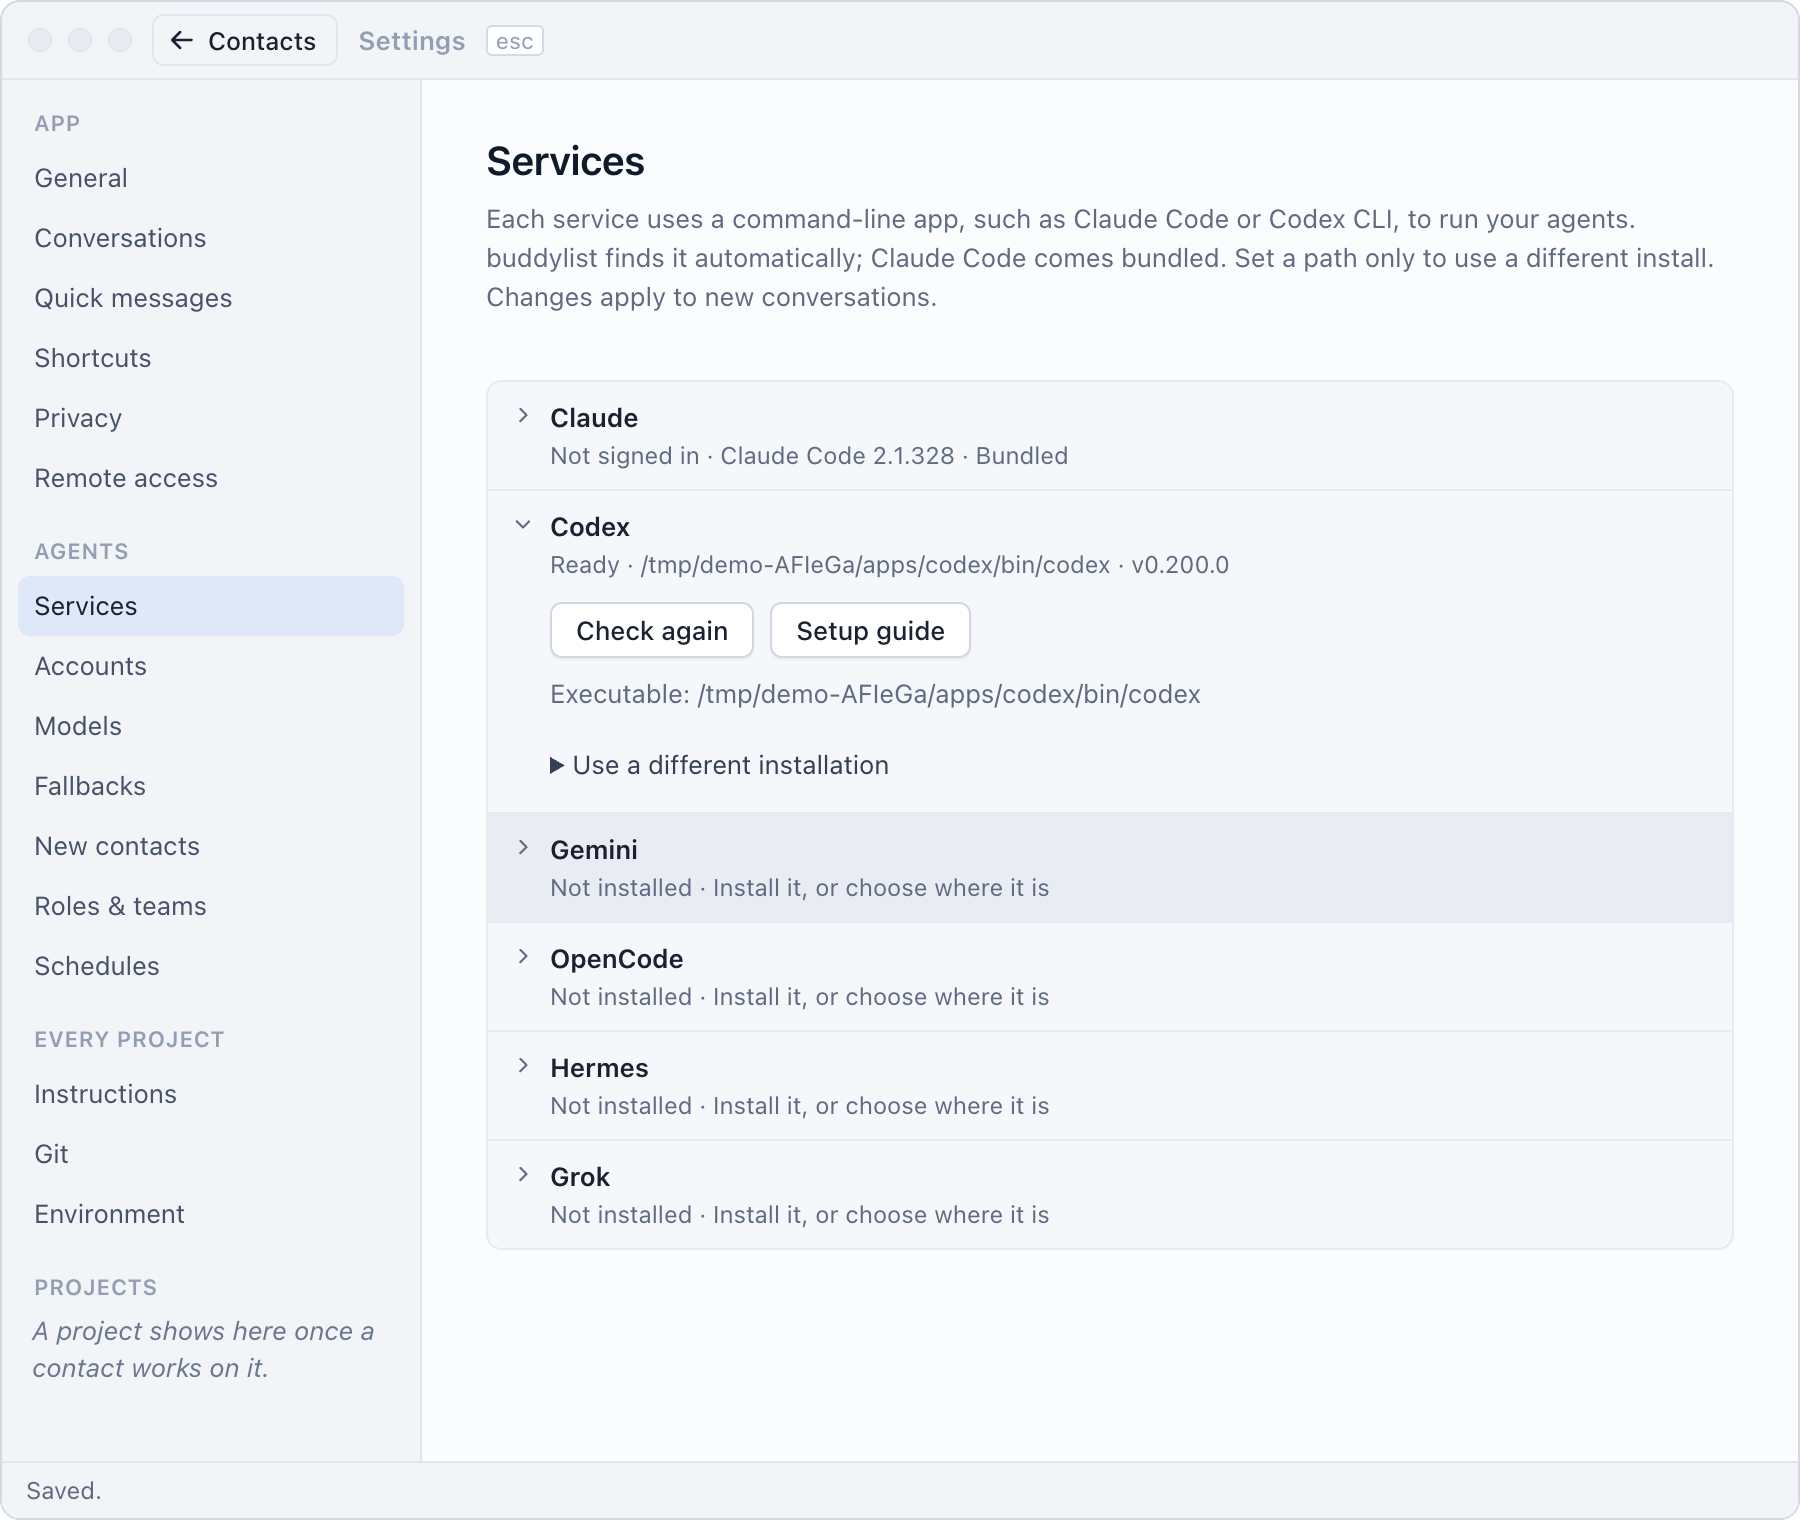 Contacts Settings esc
APP
General
Conversations
Quick messages
Shortcuts
Privacy
Remote access
AGENTS
Services
Accounts
Models
Fallbacks
New contacts
Roles & teams
Schedules
EVERY PROJECT
Instructions
Git
Environment
PROJECTS
A project shows here once a
contact works on it.
Services
Each service uses a command-line app, such as Claude Code or Codex CLI, to run your agents.
buddylist finds it automatically; Claude Code comes bundled. Set a path only to use a different install.
Changes apply to new conversations.
Claude
Not signed in · Claude Code 2.1.328 · Bundled
Codex
Ready · /tmp/demo-AFIeGa/apps/codex/bin/codex · v0.200.0
Check again Setup guide
Executable: /tmp/demo-AFIeGa/apps/codex/bin/codex
Use a different installation
Gemini
Not installed · Install it, or choose where it is
OpenCode
Not installed · Install it, or choose where it is
Hermes
Not installed · Install it, or choose where it is
Grok
Not installed · Install it, or choose where it is
Saved.